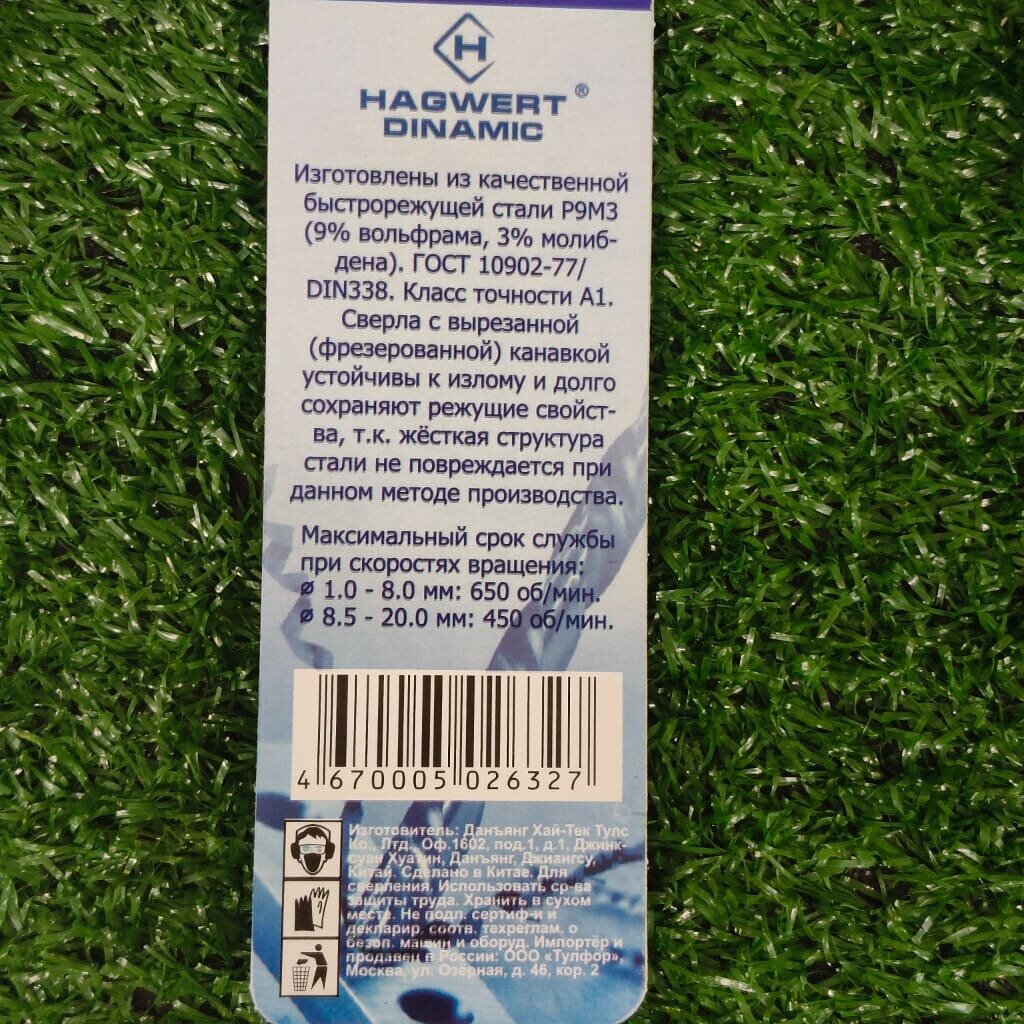 H
HAGWERT ®
DINAMIC
Изготовлены из качественной
быстрорежущей стали Р9М3
(9% вольфрама, 3% молиб-
дена). ГОСТ 10902-77/
DIN338. Класс точности А1.
Сверла с вырезанной
(фрезерованной) канавкой
устойчивы к излому и долго
сохраняют режущие свойст-
ва, т.к. жёсткая структура
стали не повреждается при
данном методе производства.
Максимальный срок службы
при скоростях вращения:
ø 1.0 - 8.0 мм: 650 об/мин.
ø 8.5 - 20.0 мм: 450 об/мин.
4 670005 026327
Изготовитель: Данъянг Хай-Тек Тулс
Ко., Лтд., Оф.1602, под.1, д.1, Джинк-
суан Хуатин, Данъянг, Джиангсу,
Китай. Сделано в Китае. Для
сверления. Использовать ср-ва
защиты труда. Хранить в сухом
месте. Не подл. сертиф-и и
декларир. соотв. техреглам. о
безоп. машин и оборуд. Импортёр и
продавец в России: ООО «Тулфор»,
Москва, ул. Озёрная, д. 46, кор. 2